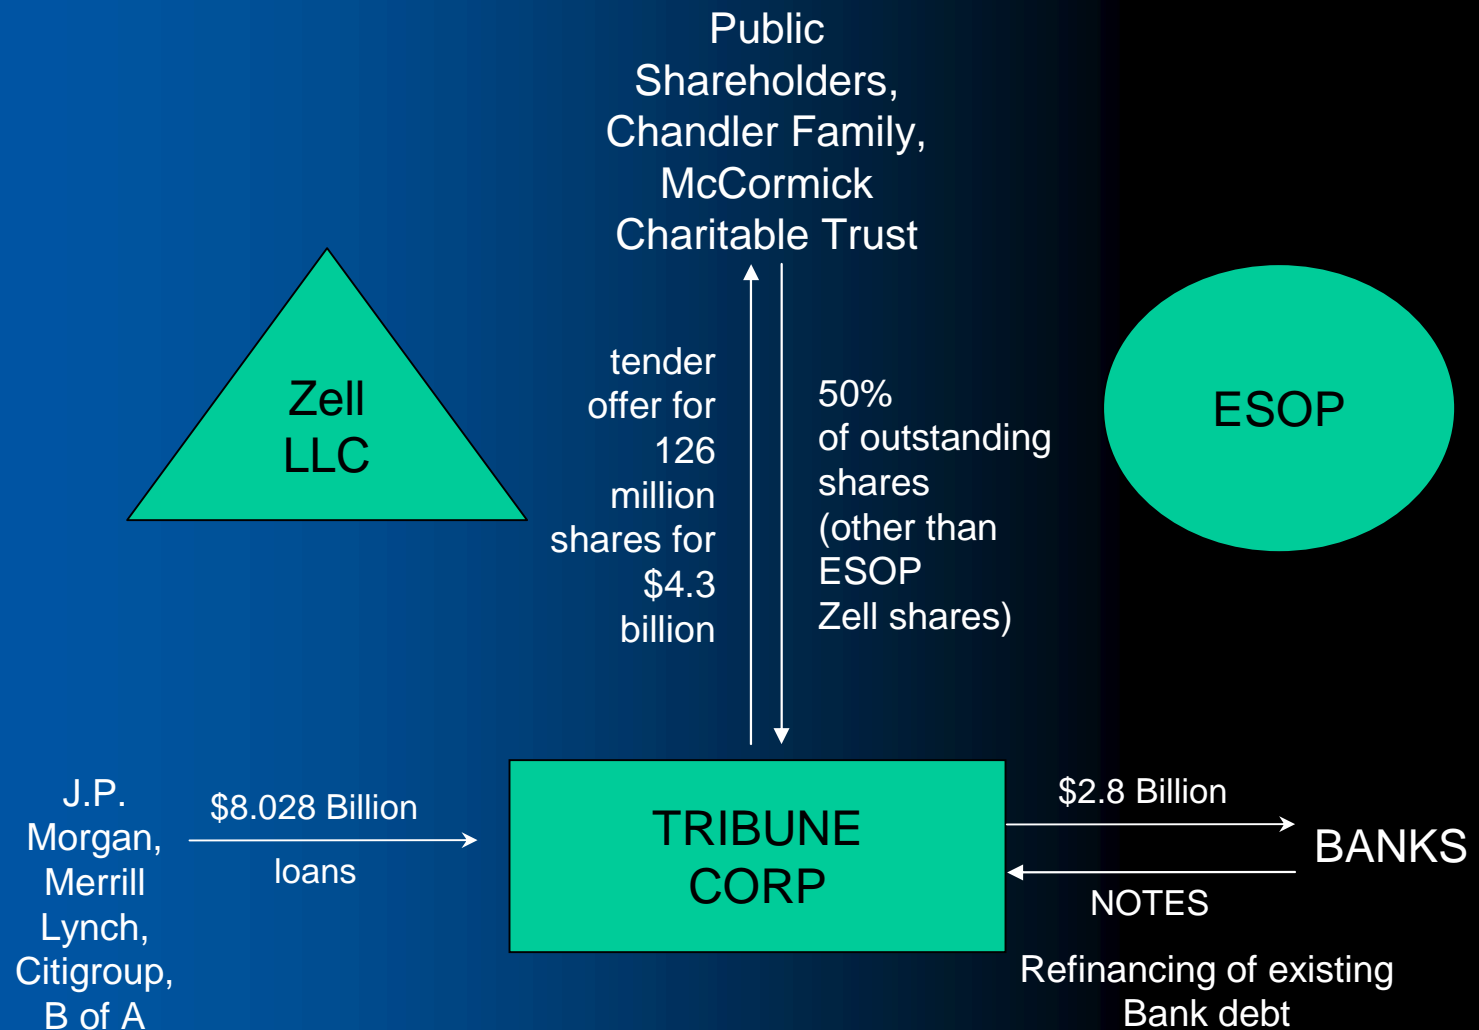 Public
Shareholders,
Chandler Family,
McCormick
Charitable Trust
Zell
LLC
tender
offer for
126
million
shares for
$4.3
billion
50%
of outstanding
shares
(other than
ESOP
Zell shares)
ESOP
J.P.
Morgan,
Merrill
Lynch,
Citigroup,
B of A
$8.028 Billion
loans
TRIBUNE
CORP
$2.8 Billion
NOTES
BANKS
Refinancing of existing
Bank debt